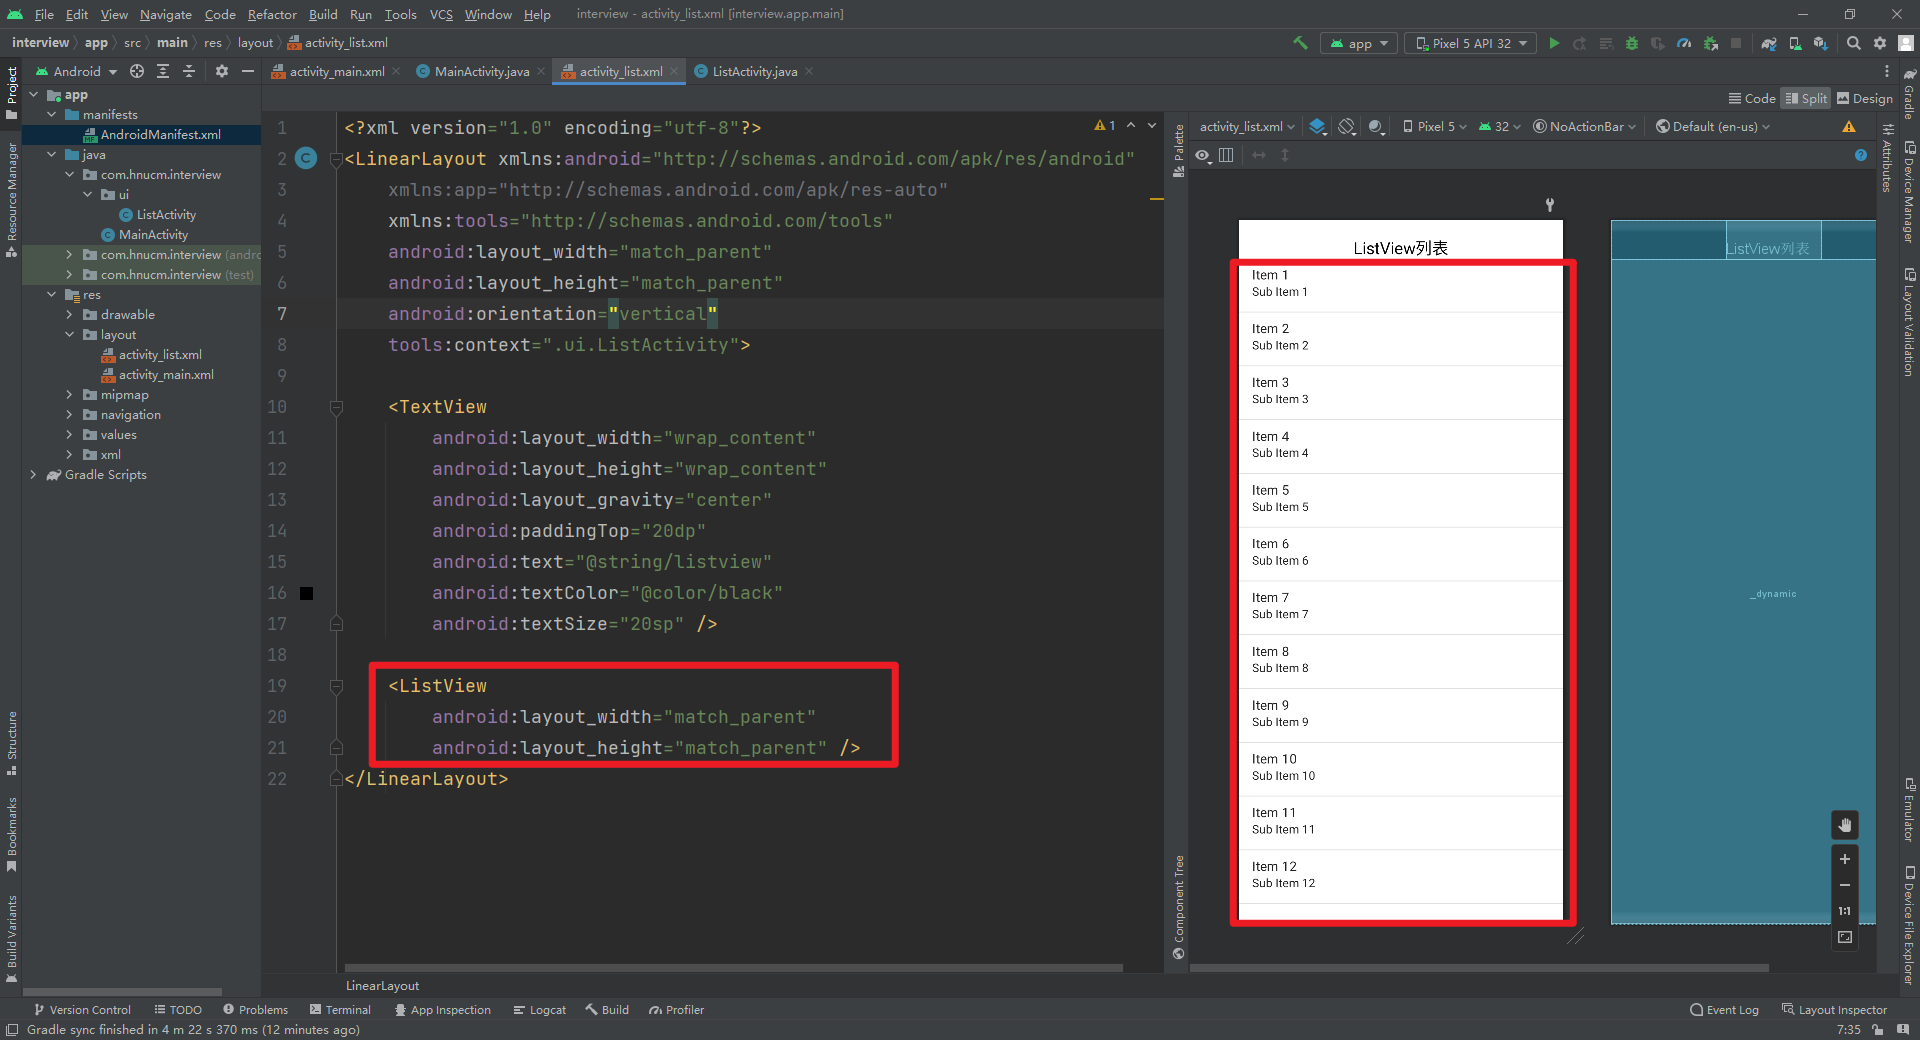 File Edit View Navigate Code Refactor Build Run Tools VCS Window Help interview - activity_list.xml [interview.app.main]
interview app src main res layout activity_list.xml
app Pixel 5 API 32
Android
activity_main.xml MainActivity.java activity_list.xml ListActivity.java
Code Split Design
Project
Resource Manager
Structure
Bookmarks
Build Variants
app
manifests
AndroidManifest.xml
java
com.hnucm.interview
ui
ListActivity
MainActivity
com.hnucm.interview (andro
com.hnucm.interview (test)
res
drawable
layout
activity_list.xml
activity_main.xml
mipmap
navigation
values
xml
Gradle Scripts
1 <?xml version="1.0" encoding="utf-8"?>
2 <LinearLayout xmlns:android="http://schemas.android.com/apk/res/android"
3 xmlns:app="http://schemas.android.com/apk/res-auto"
4 xmlns:tools="http://schemas.android.com/tools"
5 android:layout_width="match_parent"
6 android:layout_height="match_parent"
7 android:orientation="vertical"
8 tools:context=".ui.ListActivity">
9
10 <TextView
11 android:layout_width="wrap_content"
12 android:layout_height="wrap_content"
13 android:layout_gravity="center"
14 android:paddingTop="20dp"
15 android:text="@string/listview"
16 android:textColor="@color/black"
17 android:textSize="20sp" />
18
19 <ListView
20 android:layout_width="match_parent"
21 android:layout_height="match_parent" />
22 </LinearLayout>
1
LinearLayout
Palette
Component Tree
activity_list.xml Pixel 5 32 NoActionBar Default (en-us)
ListView列表
Item 1
Sub Item 1
Item 2
Sub Item 2
Item 3
Sub Item 3
Item 4
Sub Item 4
Item 5
Sub Item 5
Item 6
Sub Item 6
Item 7
Sub Item 7
Item 8
Sub Item 8
Item 9
Sub Item 9
Item 10
Sub Item 10
Item 11
Sub Item 11
Item 12
Sub Item 12
ListView列表
_dynamic
1:1
Attributes
Gradle
Device Manager
Layout Validation
Emulator
Device File Explorer
Version Control TODO Problems Terminal App Inspection Logcat Build Profiler Event Log Layout Inspector
Gradle sync finished in 4 m 22 s 370 ms (12 minutes ago) 7:35